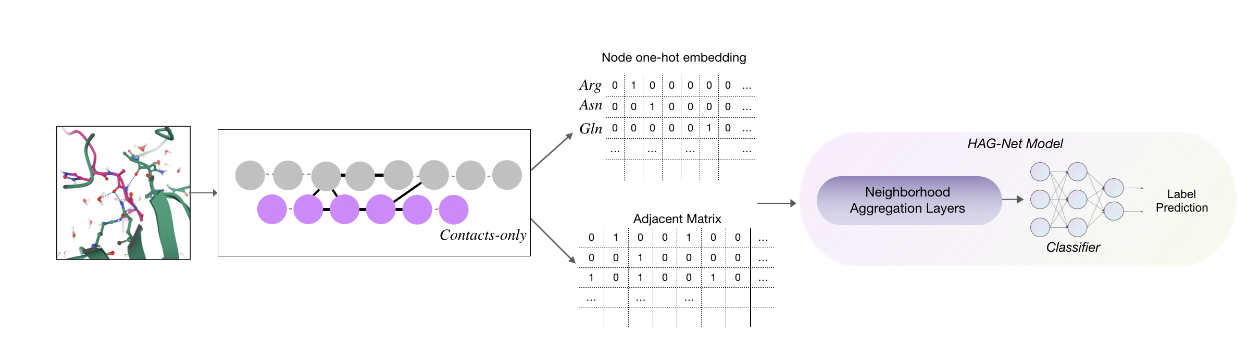 Node one-hot embedding
Arg 0 1 0 0 0 0 0 ...
Asn 0 0 1 0 0 0 0 ...
Gln 0 0 0 0 0 1 0 ...
... ... ...
Contacts-only
Adjacent Matrix
0 1 0 0 1 0 0 ...
0 0 1 0 0 0 0 ...
1 0 1 0 0 1 0 ...
... ... ...
HAG-Net Model
Neighborhood
Aggregation Layers
Classifier
Label
Prediction